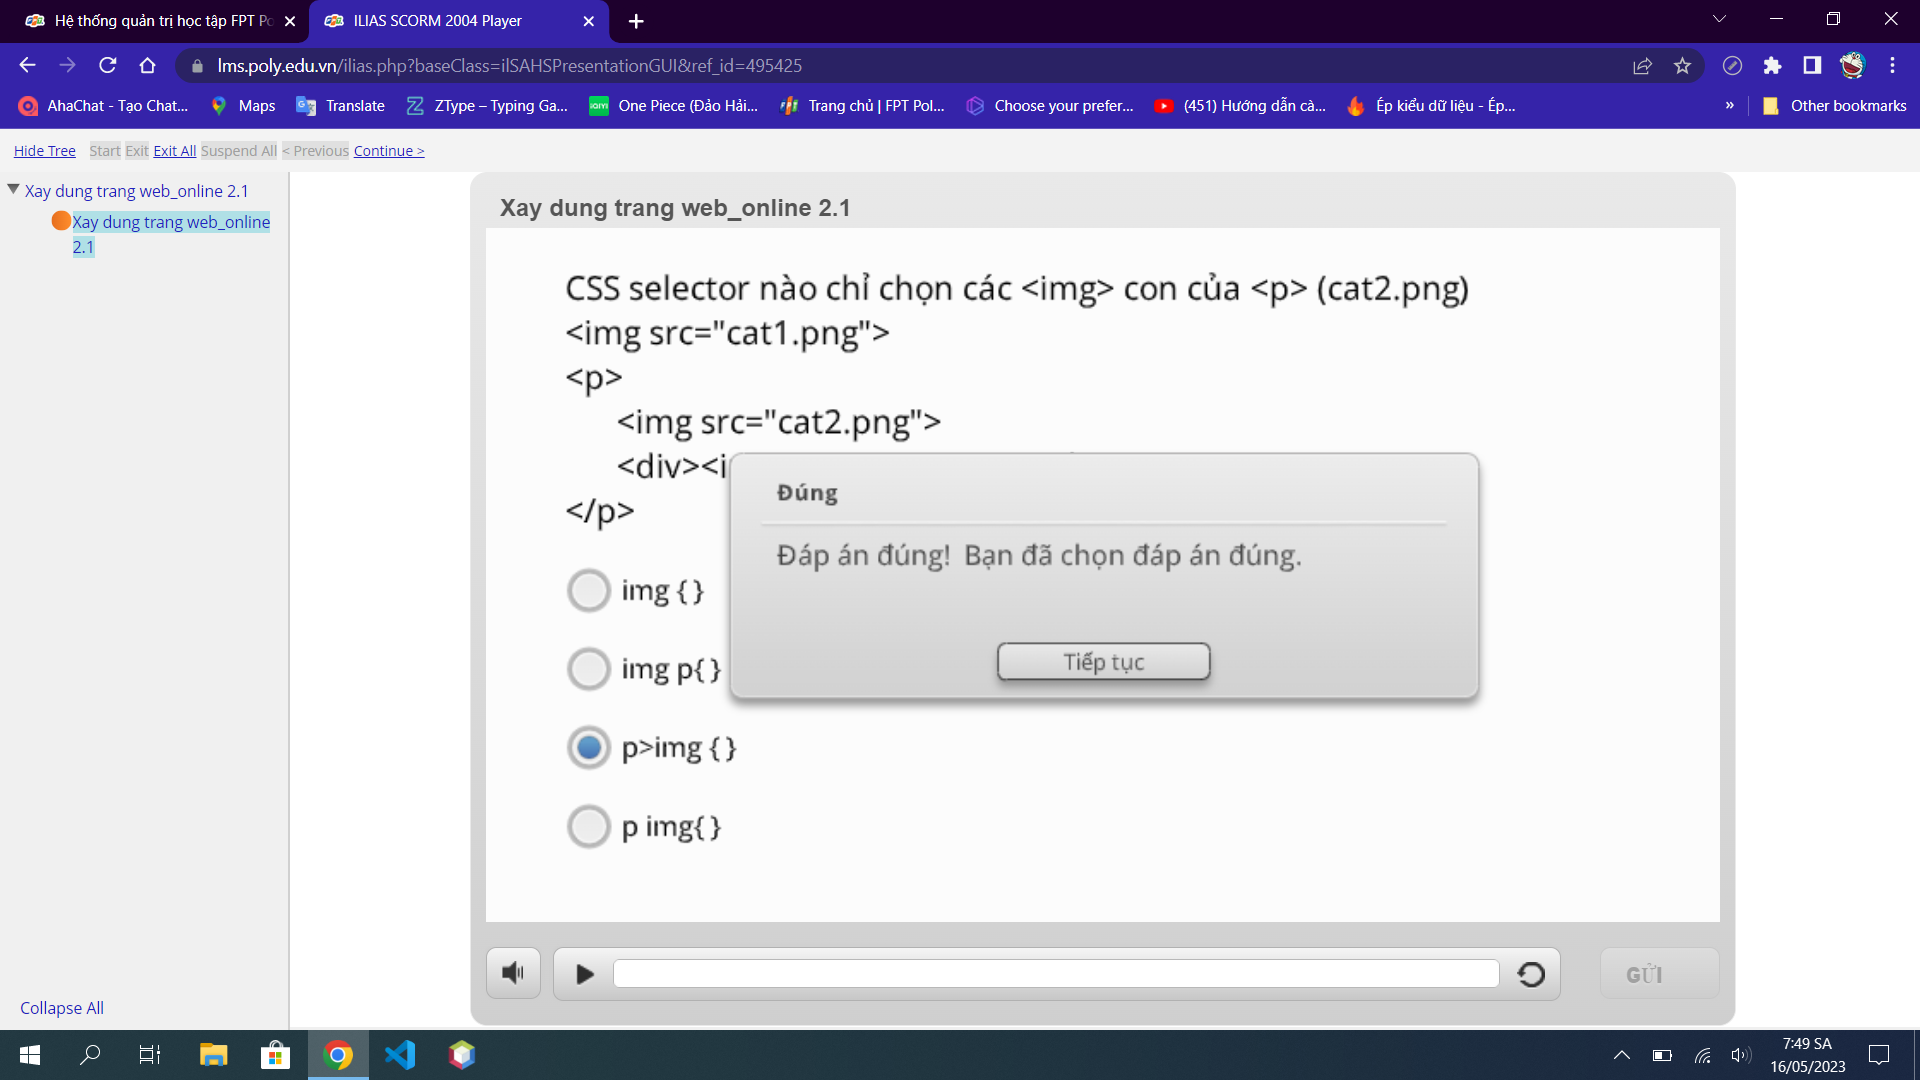 Hệ thống quản trị học tập FPT Po
ILIAS SCORM 2004 Player
lms.poly.edu.vn/ilias.php?baseClass=ilSAHSPresentationGUI&ref_id=495425
AhaChat - Tạo Chat...
Maps
Translate
ZType – Typing Ga...
One Piece (Đảo Hải...
Trang chủ | FPT Pol...
Choose your prefer...
(451) Hướng dẫn cà...
Ép kiểu dữ liệu - Ép...
»
Other bookmarks
Hide Tree Start Exit Exit All Suspend All < Previous Continue >
Xay dung trang web_online 2.1
Xay dung trang web_online
2.1
Collapse All
Xay dung trang web_online 2.1
CSS selector nào chỉ chọn các <img> con của <p> (cat2.png)
<img src="cat1.png">
<p>
<img src="cat2.png">
<div><i
</p>
Đúng
Đáp án đúng! Bạn đã chọn đáp án đúng.
Tiếp tục
img { }
img p{ }
p>img { }
p img{ }
GỬI
7:49 SA
16/05/2023